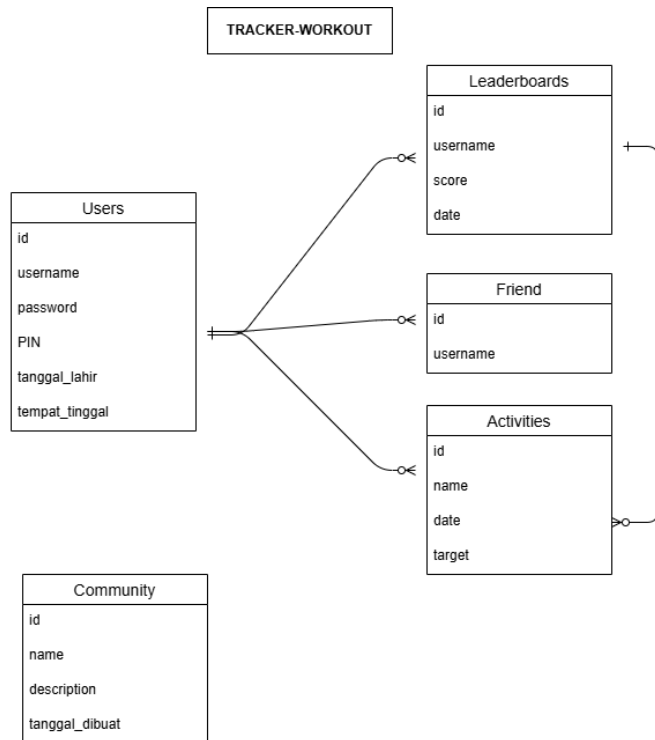 TRACKER-WORKOUT
Leaderboards
id
username
score
date
Users
id
username
password
PIN
tanggal_lahir
tempat_tinggal
Friend
id
username
Activities
id
name
date
target
Community
id
name
description
tanggal_dibuat